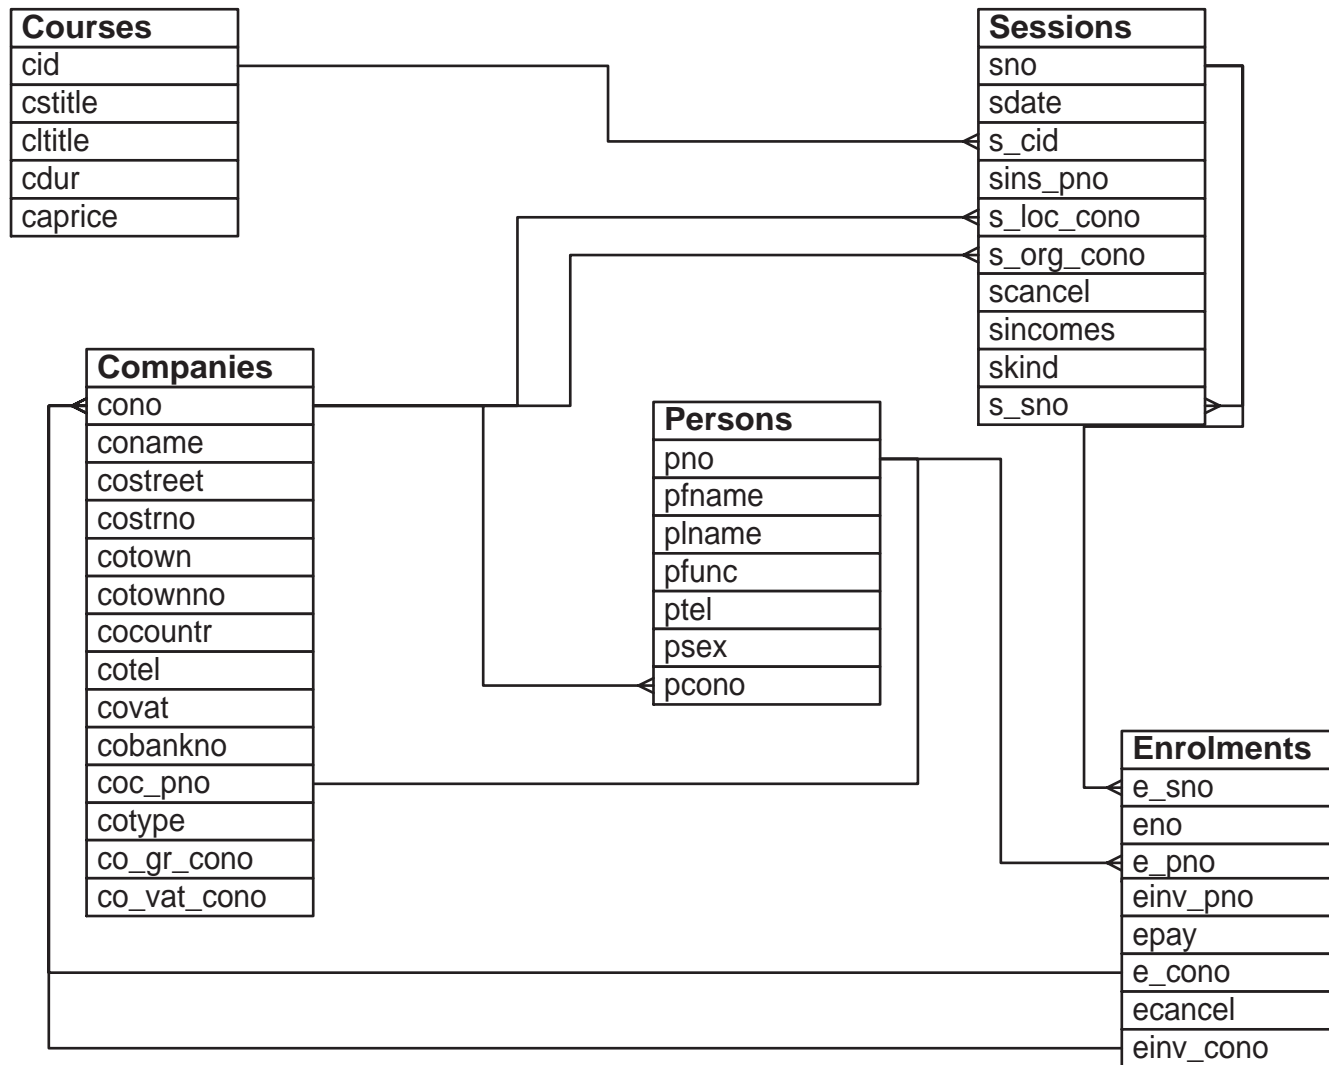 Courses
cid
cstitle
cltitle
cdur
caprice
Sessions
sno
sdate
s_cid
sins_pno
s_loc_cono
s_org_cono
scancel
sincomes
skind
s_sno
Companies
cono
coname
costreet
costrno
cotown
cotownno
cocountr
cotel
covat
cobankno
coc_pno
cotype
co_gr_cono
co_vat_cono
Persons
pno
pfname
plname
pfunc
ptel
psex
pcono
Enrolments
e_sno
eno
e_pno
einv_pno
epay
e_cono
ecancel
einv_cono